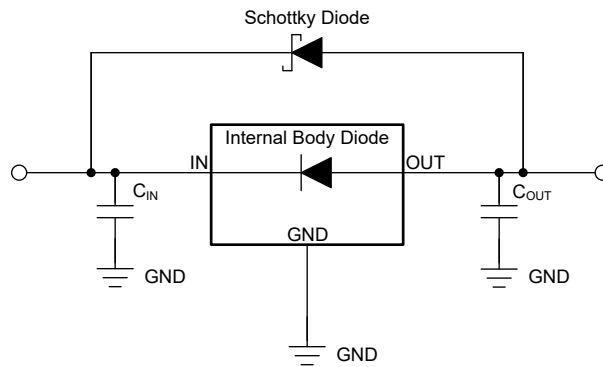 Schottky Diode
Internal Body Diode
IN
OUT
CIN
COUT
GND
GND
GND
GND